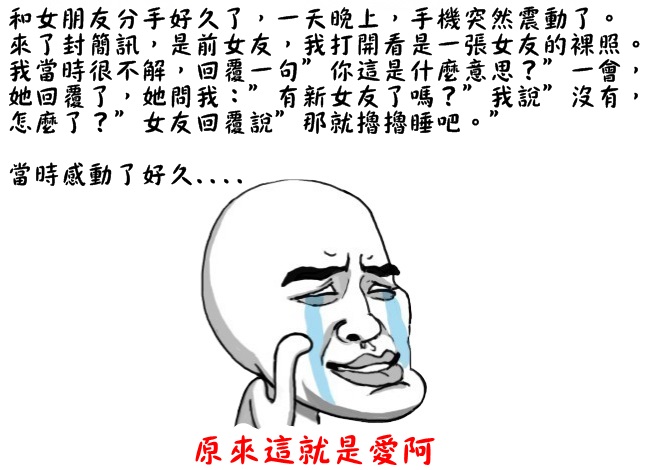 和女朋友分手好久了，一天晚上，手機突然震動了。
來了封簡訊，是前女友，我打開看是一張女友的裸照。
我當時很不解，回覆一句”你這是什麼意思？”一會，
她回覆了，她問我：”有新女友了嗎？”我說”沒有，
怎麼了？”女友回覆說”那就擼擼睡吧。”
當時感動了好久....
原來這就是愛阿